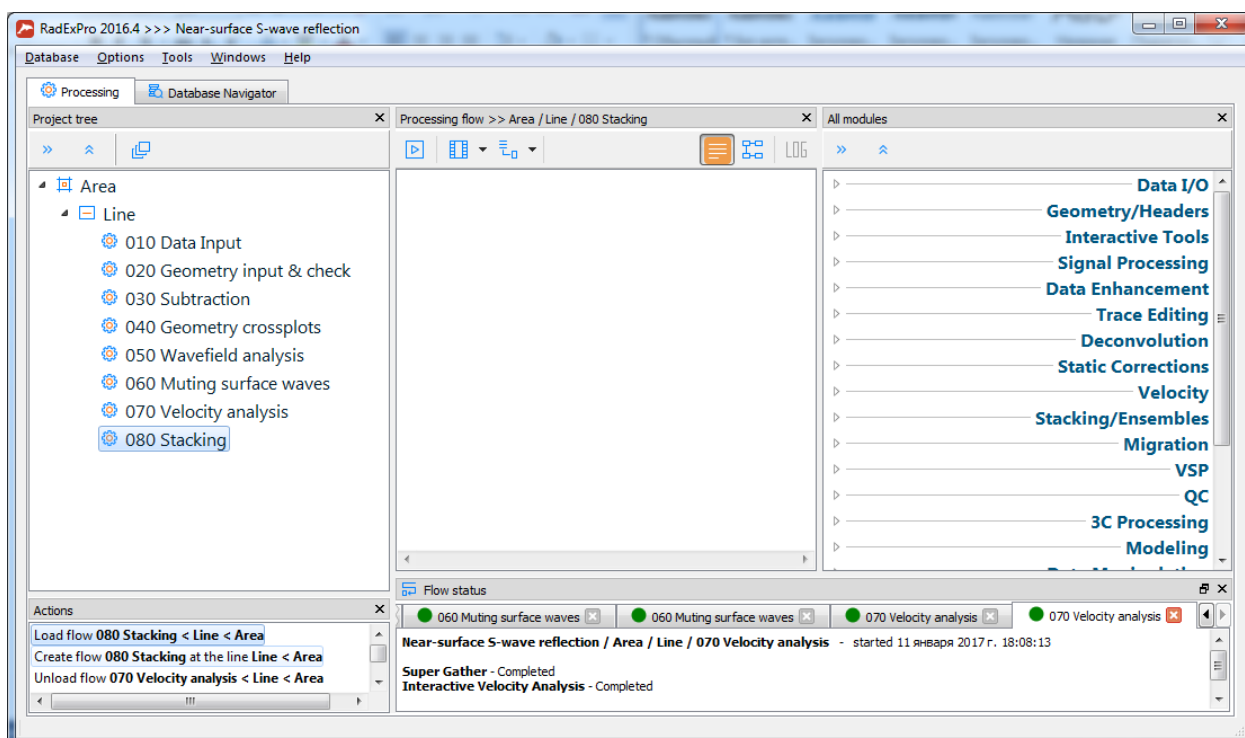 RadExPro 2016.4 >>> Near-surface S-wave reflection
Database Options Tools Windows Help
Processing Database Navigator
Project tree
Area
Line
010 Data Input
020 Geometry input & check
030 Subtraction
040 Geometry crossplots
050 Wavefield analysis
060 Muting surface waves
070 Velocity analysis
080 Stacking
Actions
Load flow 080 Stacking < Line < Area
Create flow 080 Stacking at the line Line < Area
Unload flow 070 Velocity analysis < Line < Area
Processing flow >> Area / Line / 080 Stacking
LOG
All modules
Data I/O
Geometry/Headers
Interactive Tools
Signal Processing
Data Enhancement
Trace Editing
Deconvolution
Static Corrections
Velocity
Stacking/Ensembles
Migration
VSP
QC
3C Processing
Modeling
Flow status
060 Muting surface waves 060 Muting surface waves 070 Velocity analysis 070 Velocity analysis
Near-surface S-wave reflection / Area / Line / 070 Velocity analysis - started 11 января 2017 г. 18:08:13
Super Gather - Completed
Interactive Velocity Analysis - Completed